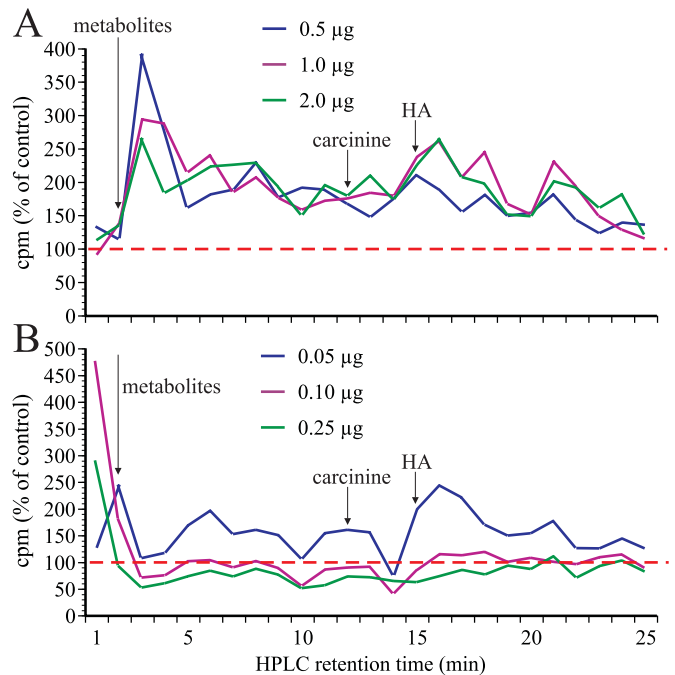 A
metabolites
0.5 µg
1.0 µg
2.0 µg
HA
carcinine
cpm (% of control)
400
350
300
250
200
150
100
50
0
B
metabolites
0.05 µg
0.10 µg
0.25 µg
HA
carcinine
cpm (% of control)
500
450
400
350
300
250
200
150
100
50
0
1 5 10 15 20 25
HPLC retention time (min)